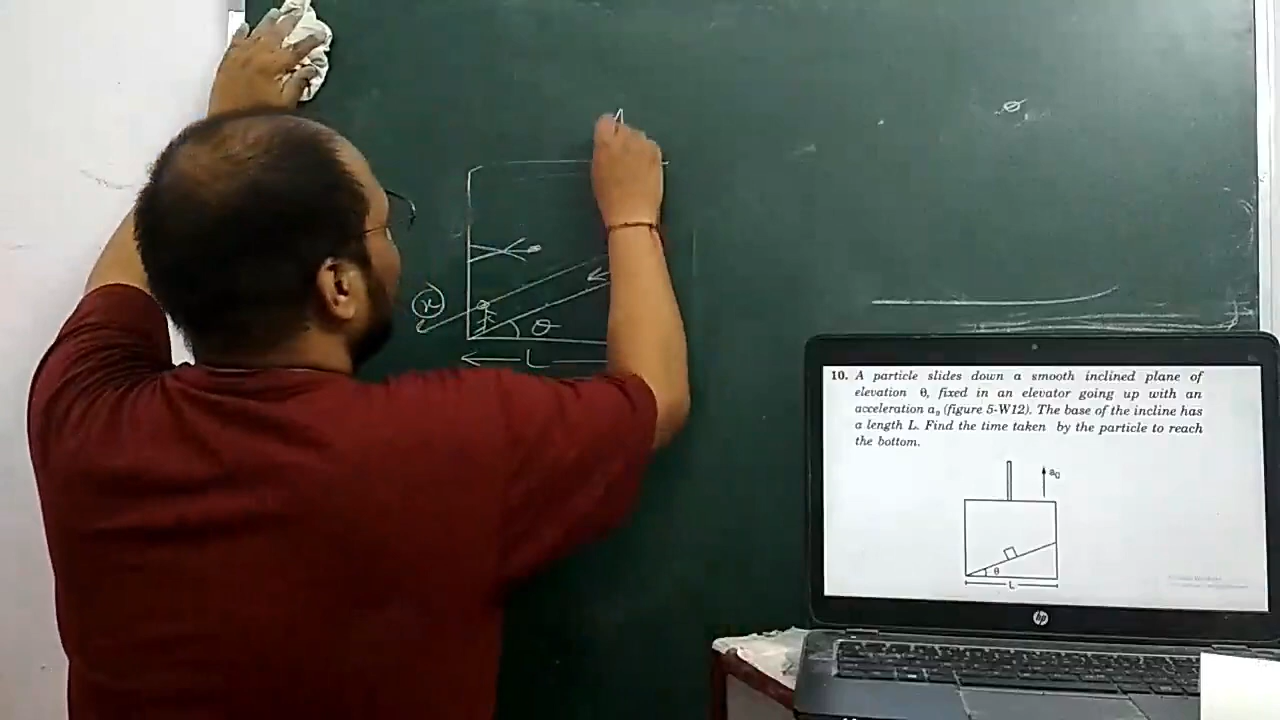 x
θ
L
θ
10. A particle slides down a smooth inclined plane of
elevation θ, fixed in an elevator going up with an
acceleration a₀ (figure 5-W12). The base of the incline has
a length L. Find the time taken by the particle to reach
the bottom.
a₀
θ
L
hp